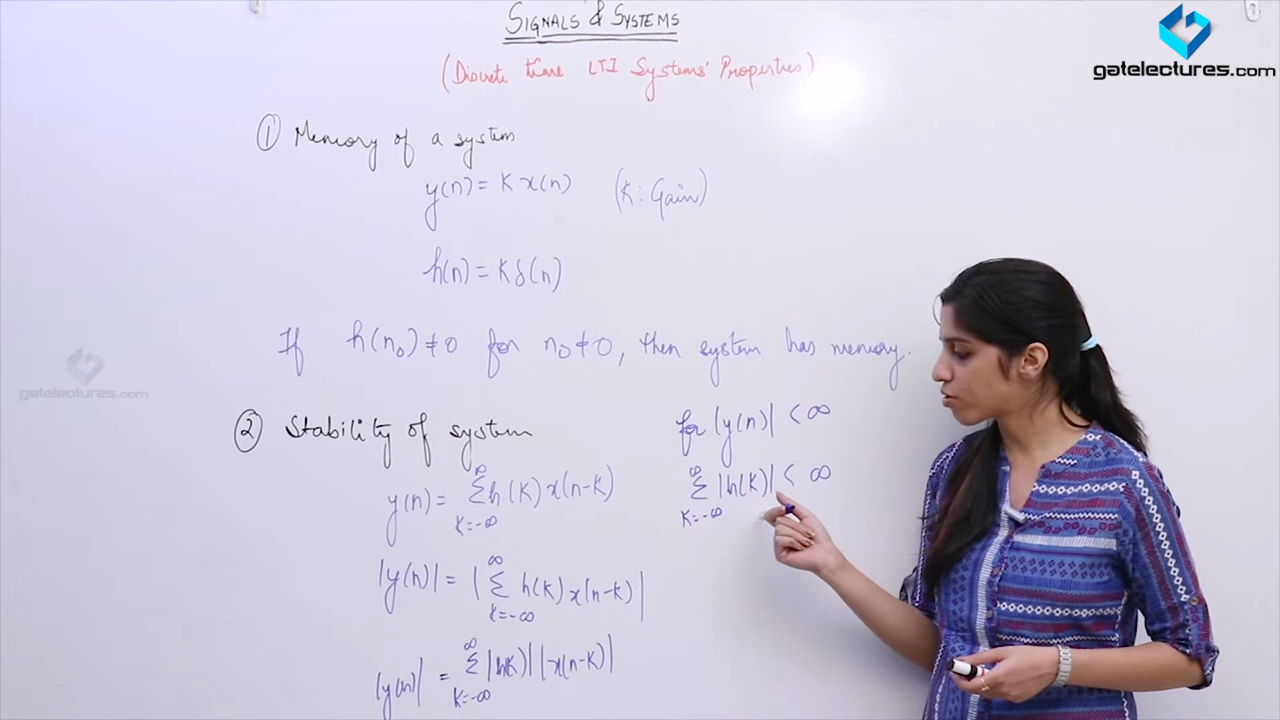 SIGNALS & SYSTEMS
(Discrete time LTI Systems' Properties)
gatelectures.com
① Memory of a system
y(n) = K x(n) (K: Gain)
h(n) = K δ(n)
If h(n₀) ≠ 0 for n₀ ≠ 0, then system has memory.
gatelectures.com
② Stability of system
y(n) = ∞ Σ K=-∞ h(K) x(n-K)
|y(n)| = | ∞ Σ K=-∞ h(K) x(n-K) |
|y(n)| = ∞ Σ K=-∞ |h(K)| |x(n-K)|
for |y(n)| < ∞
∞ Σ K=-∞ |h(K)| < ∞